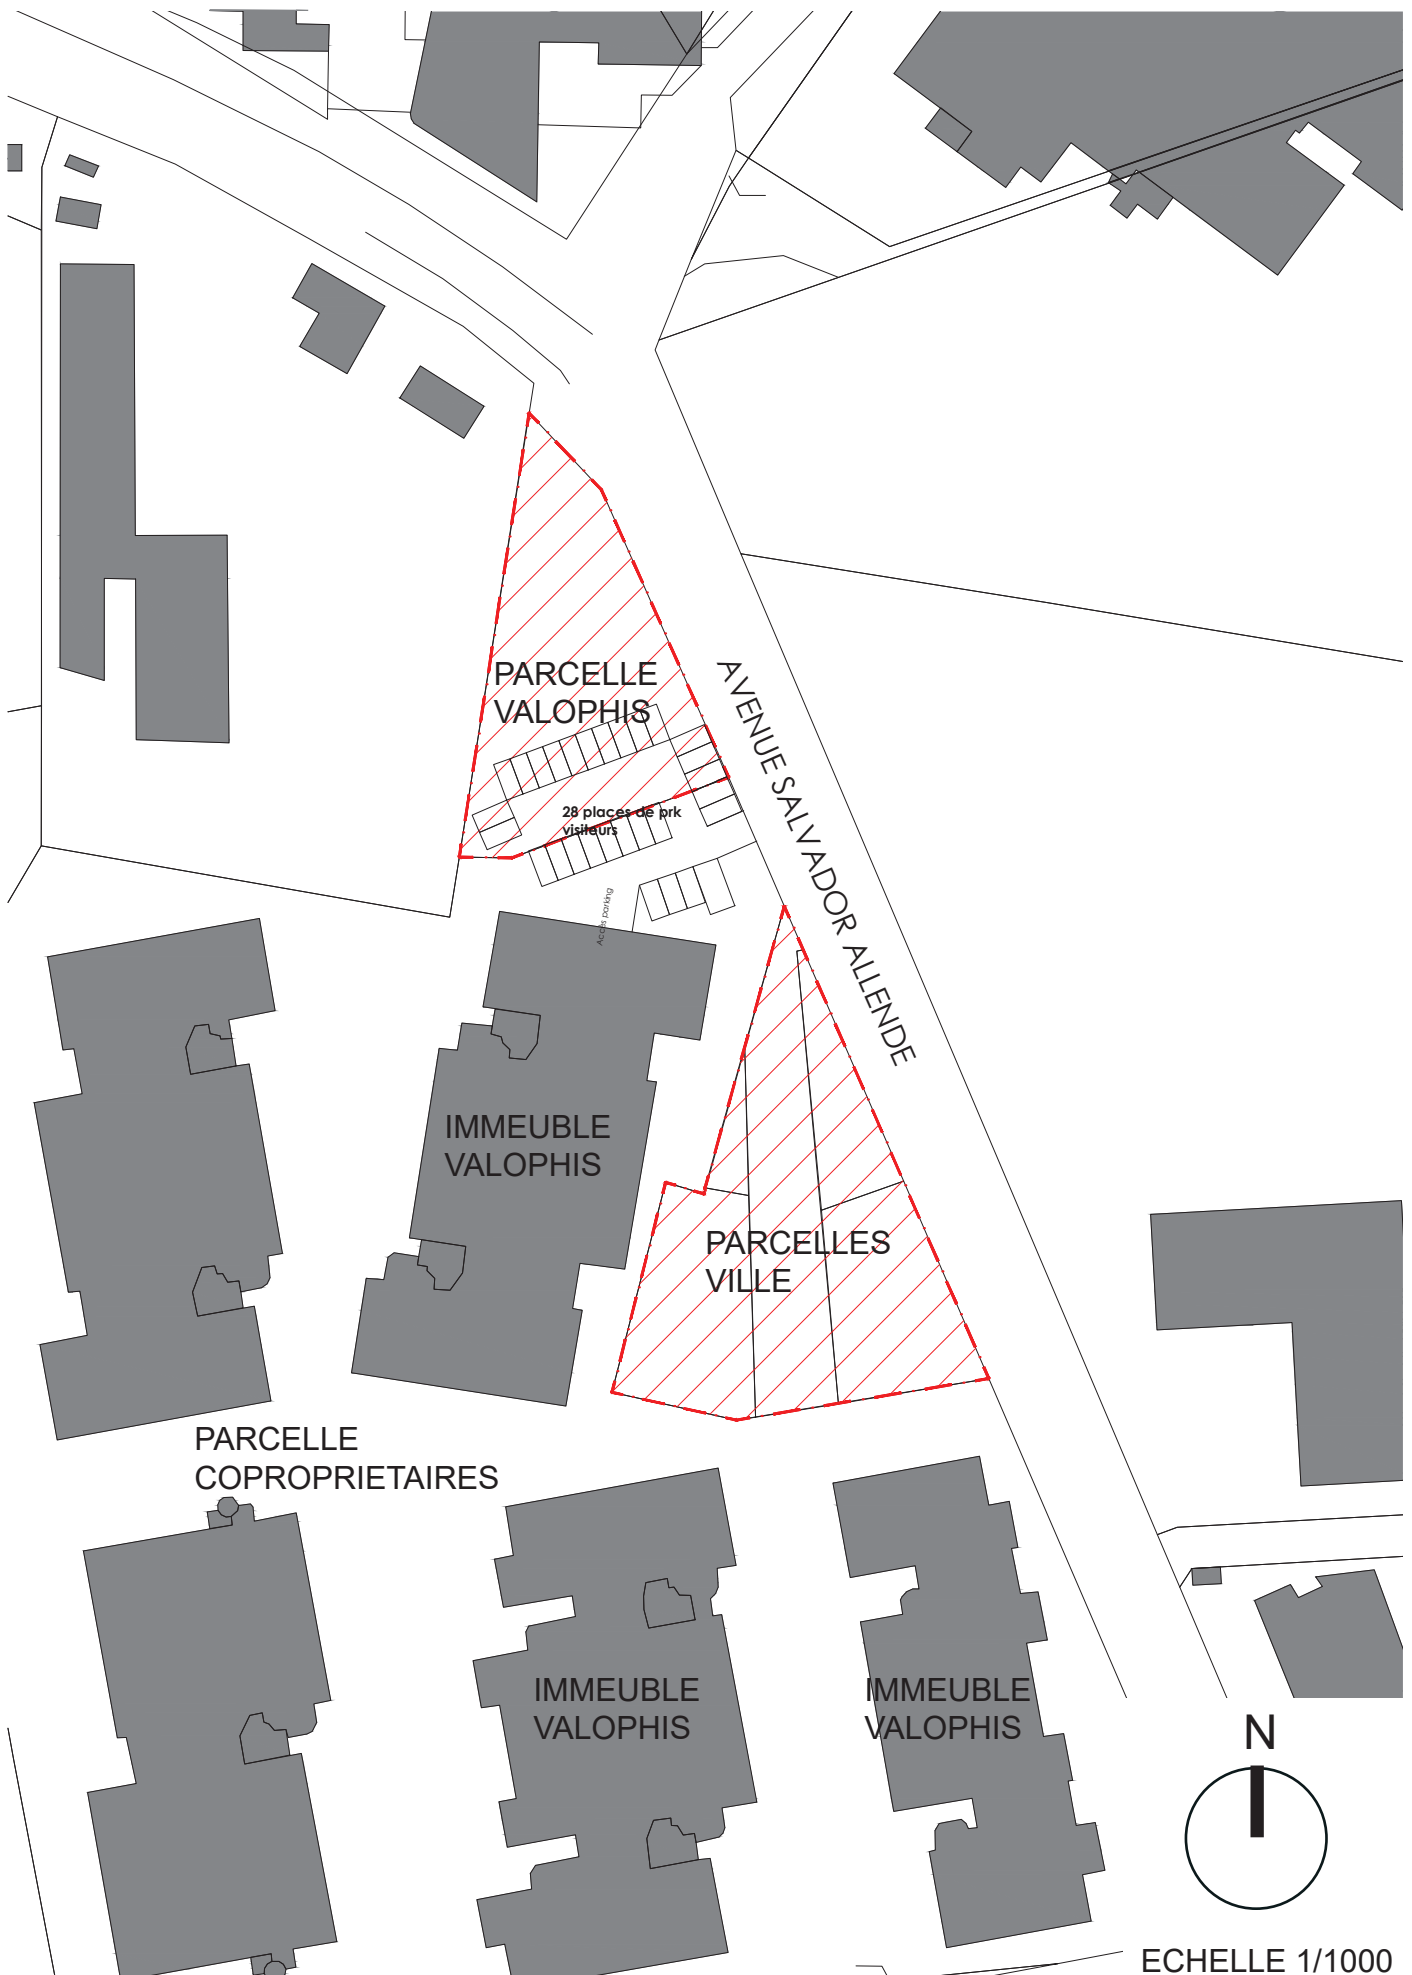 PARCELLE
VALOPHIS
AVENUE SALVADOR ALLENDE
28 places de prk
visiteurs
Accès parking
IMMEUBLE
VALOPHIS
PARCELLES
VILLE
PARCELLE
COPROPRIETAIRES
IMMEUBLE
VALOPHIS
IMMEUBLE
VALOPHIS
N
ECHELLE 1/1000